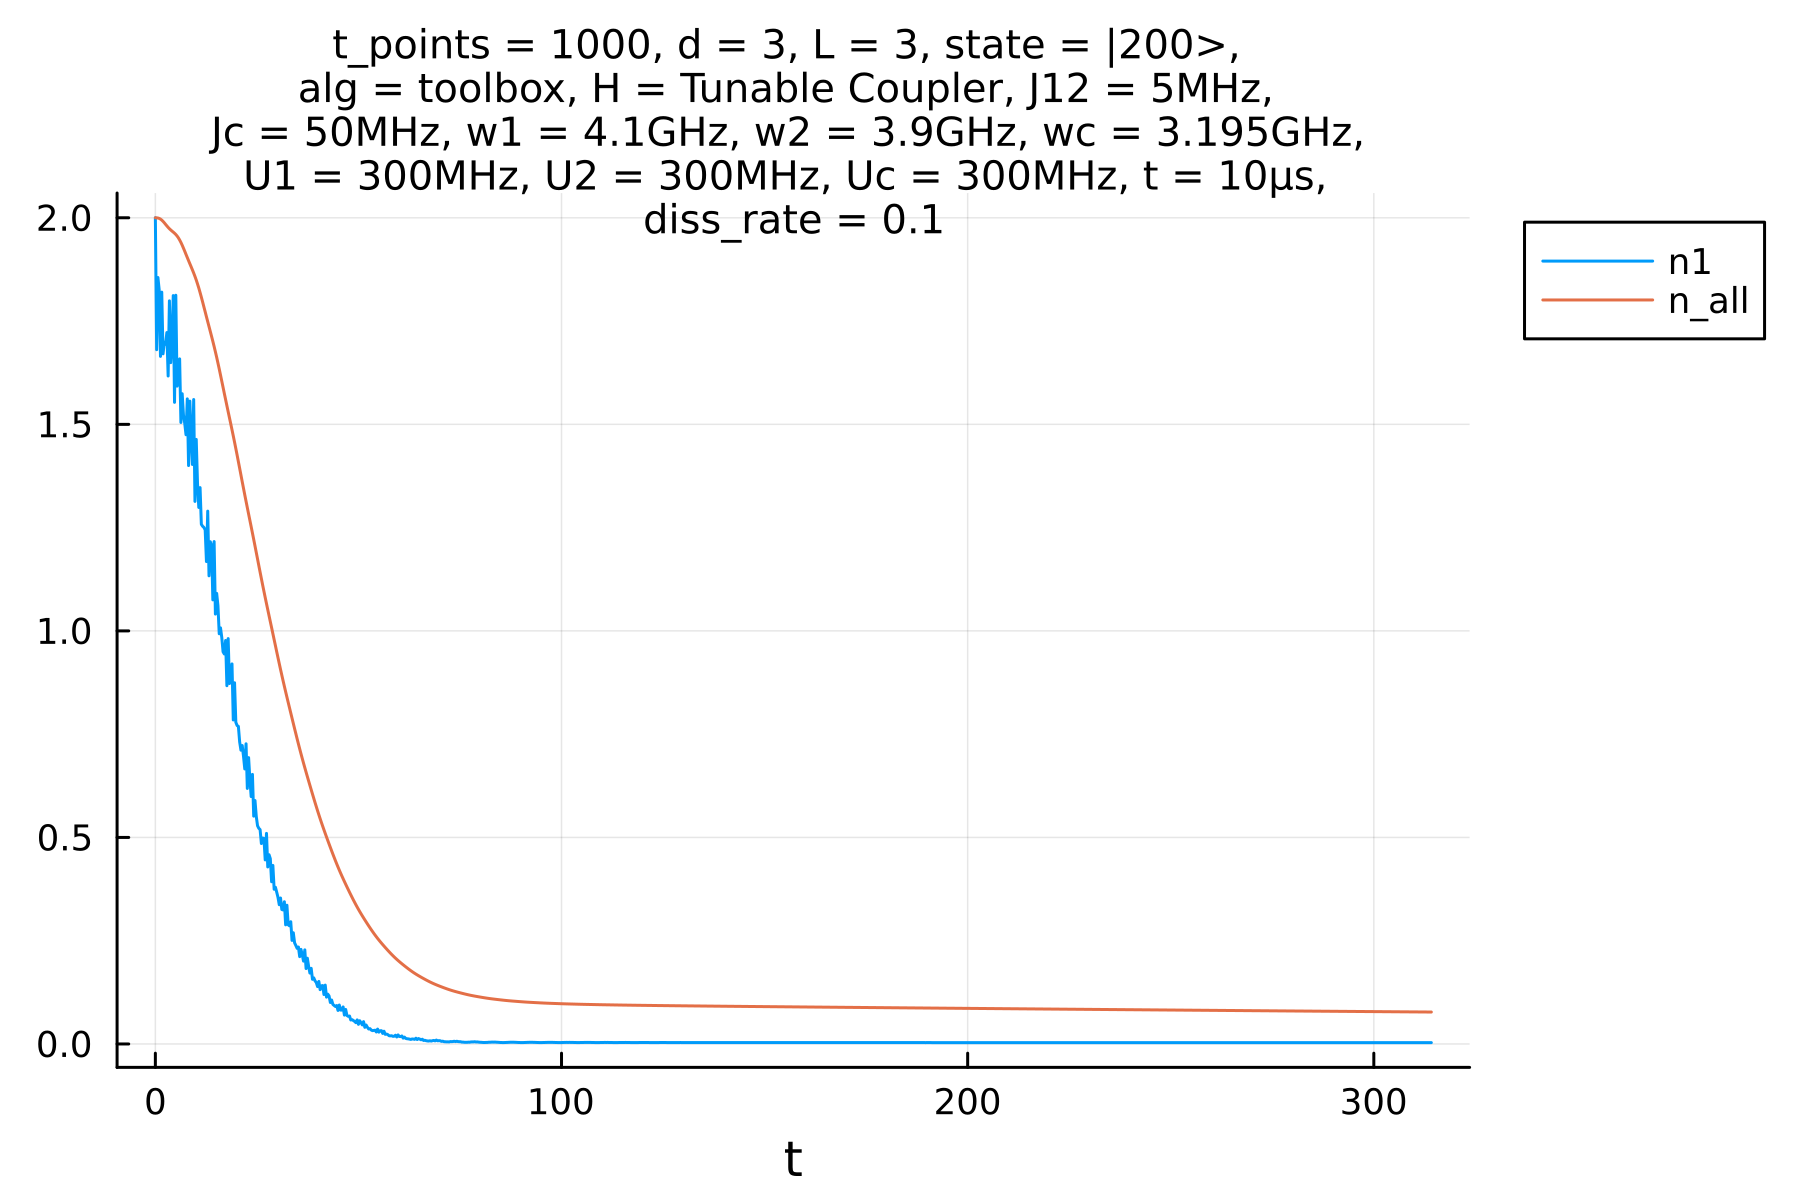 t_points = 1000, d = 3, L = 3, state = |200>,
alg = toolbox, H = Tunable Coupler, J12 = 5MHz,
Jc = 50MHz, w1 = 4.1GHz, w2 = 3.9GHz, wc = 3.195GHz,
U1 = 300MHz, U2 = 300MHz, Uc = 300MHz, t = 10μs,
diss_rate = 0.1
2.0
1.5
1.0
0.5
0.0
0 100 200 300
t
n1
n_all